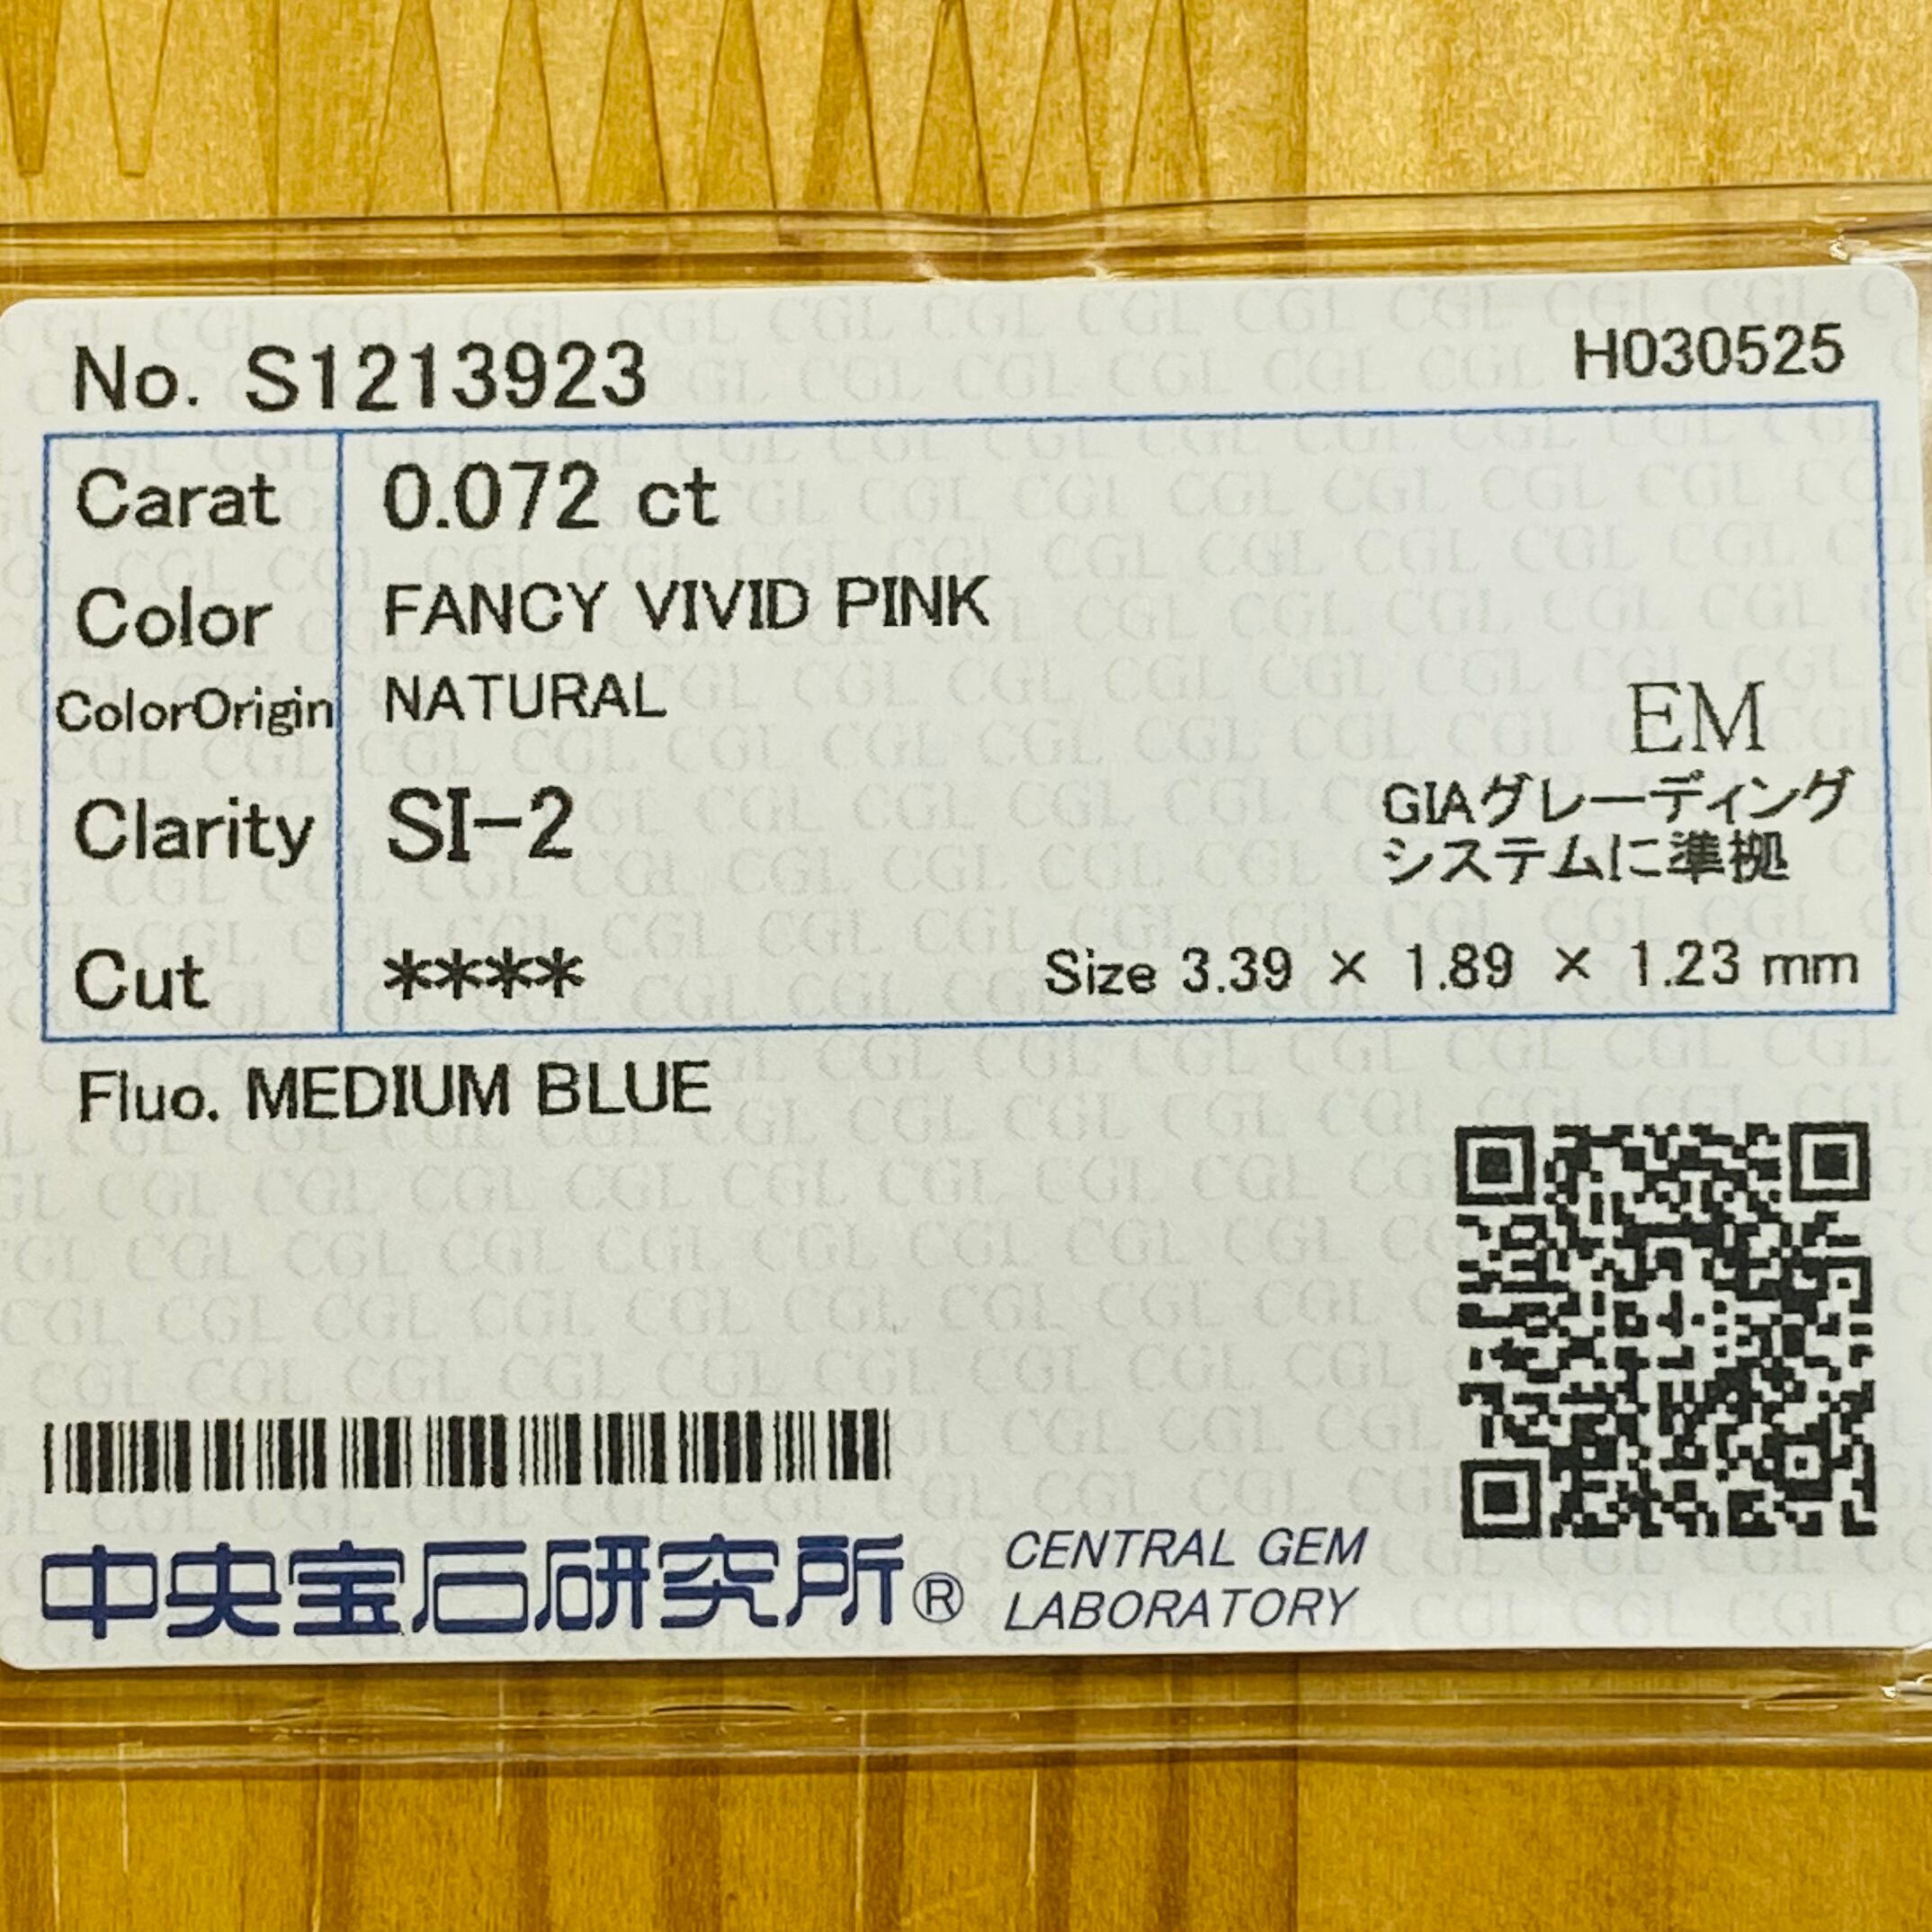 No. S1213923
H030525
Carat 0.072 ct
Color FANCY VIVID PINK
ColorOrigin NATURAL
EM
Clarity SI-2
GIAグレーディング
システムに準拠
Cut **** Size 3.39 × 1.89 × 1.23 mm
Fluo. MEDIUM BLUE
中央宝石研究所® CENTRAL GEM
LABORATORY